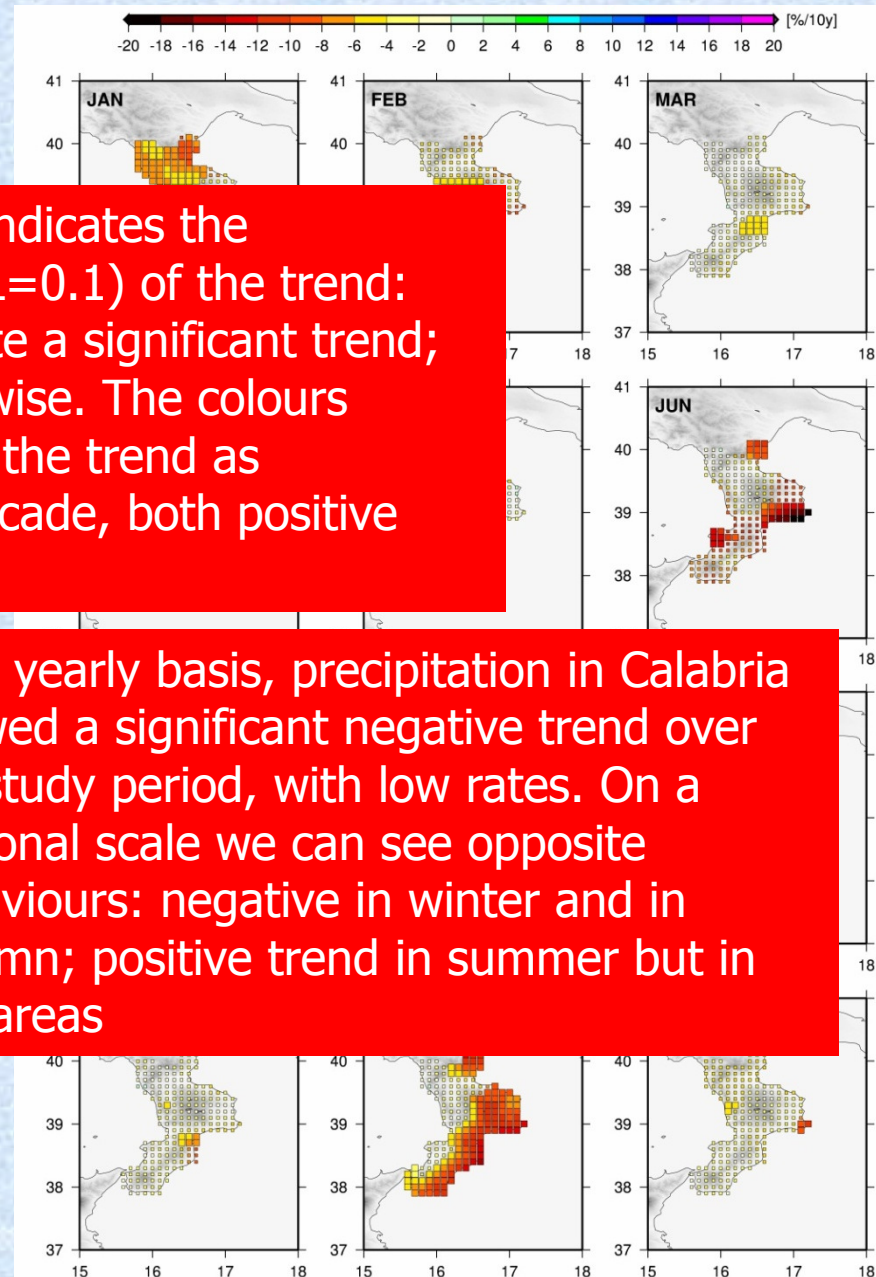 [%/10y]
-20 -18 -16 -14 -12 -10 -8 -6 -4 -2 0 2 4 6 8 10 12 14 16 18 20
41 41 41
JAN FEB MAR
40 40 40
39
38
37
17 18 15 16 17 18
ndicates the
=0.1) of the trend:
te a significant trend;
wise. The colours
the trend as
cade, both positive
41
JUN
40
39
38
18
yearly basis, precipitation in Calabria
wed a significant negative trend over
study period, with low rates. On a
onal scale we can see opposite
viours: negative in winter and in
mn; positive trend in summer but in
areas
18
40 40 40
39 39 39
38 38 38
37 37 37
15 16 17 18 15 16 17 18 15 16 17 18